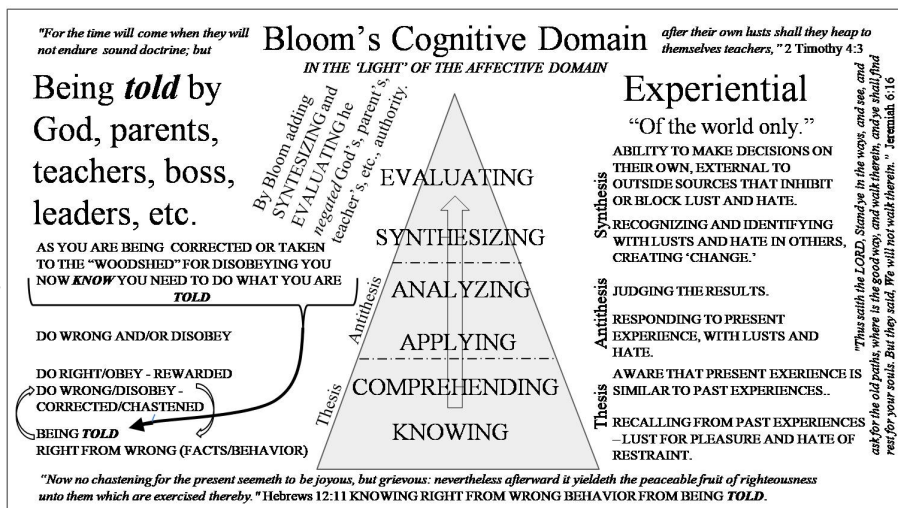 "For the time will come when they will
not endure sound doctrine; but
Bloom's Cognitive Domain
after their own lusts shall they heap to
themselves teachers," 2 Timothy 4:3
IN THE 'LIGHT' OF THE AFFECTIVE DOMAIN
Being told by
God, parents,
teachers, boss,
leaders, etc.
AS YOU ARE BEING CORRECTED OR TAKEN
TO THE "WOODSHED" FOR DISOBEYING YOU
NOW KNOW YOU NEED TO DO WHAT YOU ARE
TOLD
DO WRONG AND/OR DISOBEY
DO RIGHT/OBEY - REWARDED
DO WRONG/DISOBEY -
CORRECTED/CHASTENED
BEING TOLD
RIGHT FROM WRONG (FACTS/BEHAVIOR)
By Bloom adding
SYNTESIZING and
EVALUATING he
negated God's, parent's,
teacher's, etc., authority.
EVALUATING
SYNTHESIZING
ANALYZING
APPLYING
COMPREHENDING
KNOWING
Antithesis
Thesis
Experiential
"Of the world only."
Synthesis
ABILITY TO MAKE DECISIONS ON
THEIR OWN, EXTERNAL TO
OUTSIDE SOURCES THAT INHIBIT
OR BLOCK LUST AND HATE.
RECOGNIZING AND IDENTIFYING
WITH LUSTS AND HATE IN OTHERS,
CREATING 'CHANGE.'
Antithesis
JUDGING THE RESULTS.
RESPONDING TO PRESENT
EXPERIENCE, WITH LUSTS AND
HATE.
Thesis
AWARE THAT PRESENT EXERIENCE IS
SIMILAR TO PAST EXPERIENCES..
RECALLING FROM PAST EXPERIENCES
–LUST FOR PLEASURE AND HATE OF
RESTRAINT.
"Thus saith the LORD, Stand ye in the ways, and see, and
ask for the old paths, where is the good way, and walk therein, and ye shall find
rest for your souls. But they said, We will not walk therein." Jeremiah 6:16
"Now no chastening for the present seemeth to be joyous, but grievous: nevertheless afterward it yieldeth the peaceable fruit of righteousness
unto them which are exercised thereby." Hebrews 12:11 KNOWING RIGHT FROM WRONG BEHAVIOR FROM BEING TOLD.